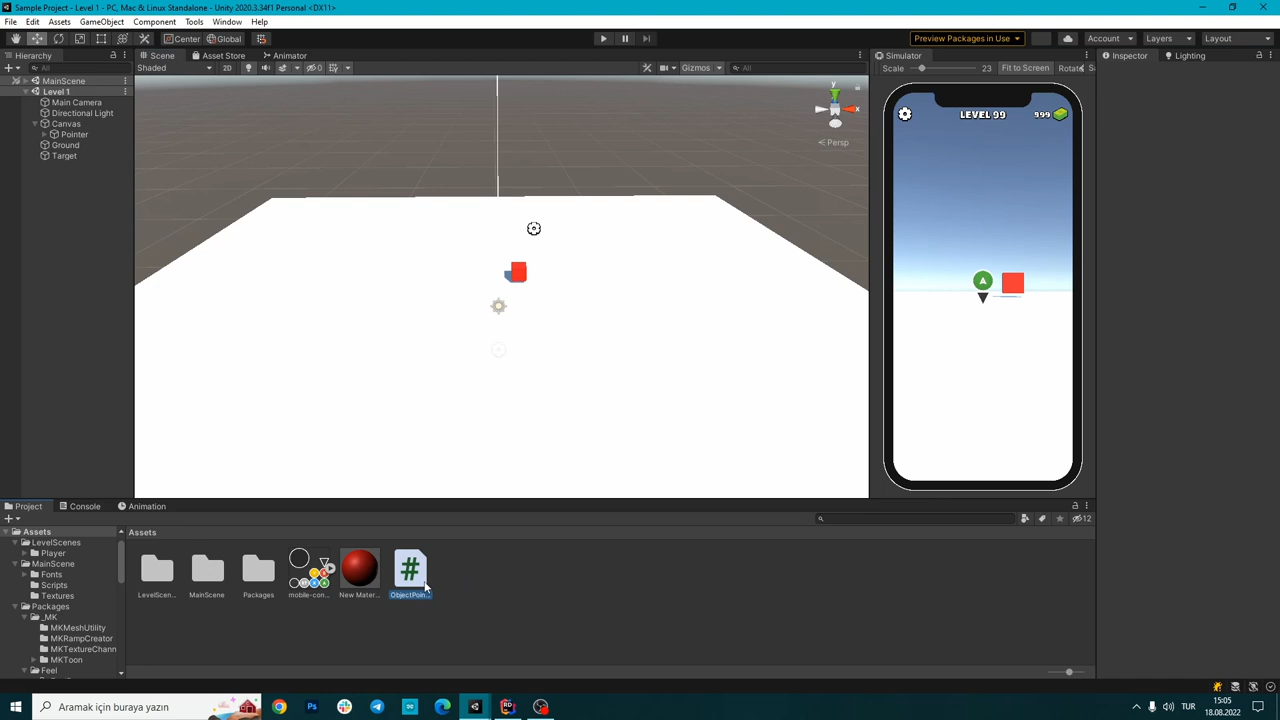 Sample Project - Level 1 - PC, Mac & Linux Standalone - Unity 2020.3.34f1 Personal <DX11>
File Edit Assets GameObject Component Tools Window Help
Center Global Preview Packages in Use Account Layers Layout
Hierarchy Scene Asset Store Animator Simulator Inspector Lighting
All Shaded 2D 0 Gizmos All Scale 23 Fit to Screen Rotate S
MainScene
Level 1
Main Camera
Directional Light
Canvas
Pointer
Ground
Target
y
x
Persp
LEVEL 99 999
A
Project Console Animation
12
Assets
LevelScenes
Player
MainScene
Fonts
Scripts
Textures
Packages
_MK
MKMeshUtility
MKRampCreator
MKTextureChann
MKToon
Feel
Assets
#
LevelScen... MainScene Packages mobile-con... New Mater... ObjectPoin...
Aramak için buraya yazın
Ps
RD
TUR
15:05
18.08.2022